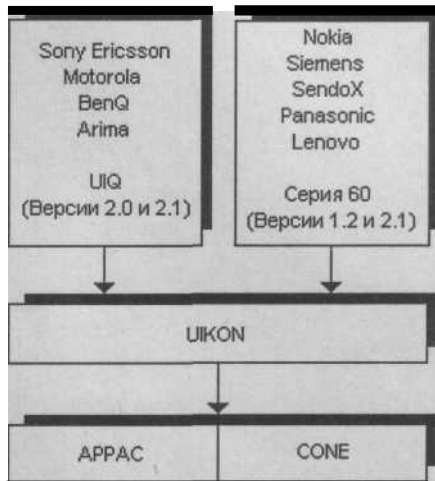 Sony Ericsson
Motorola
BenQ
Arima
UIQ
(Версии 2.0 и 2.1)
Nokia
Siemens
SendoX
Panasonic
Lenovo
Серия 60
(Версии 1.2 и 2.1)
UIKON
APPAC
CONE